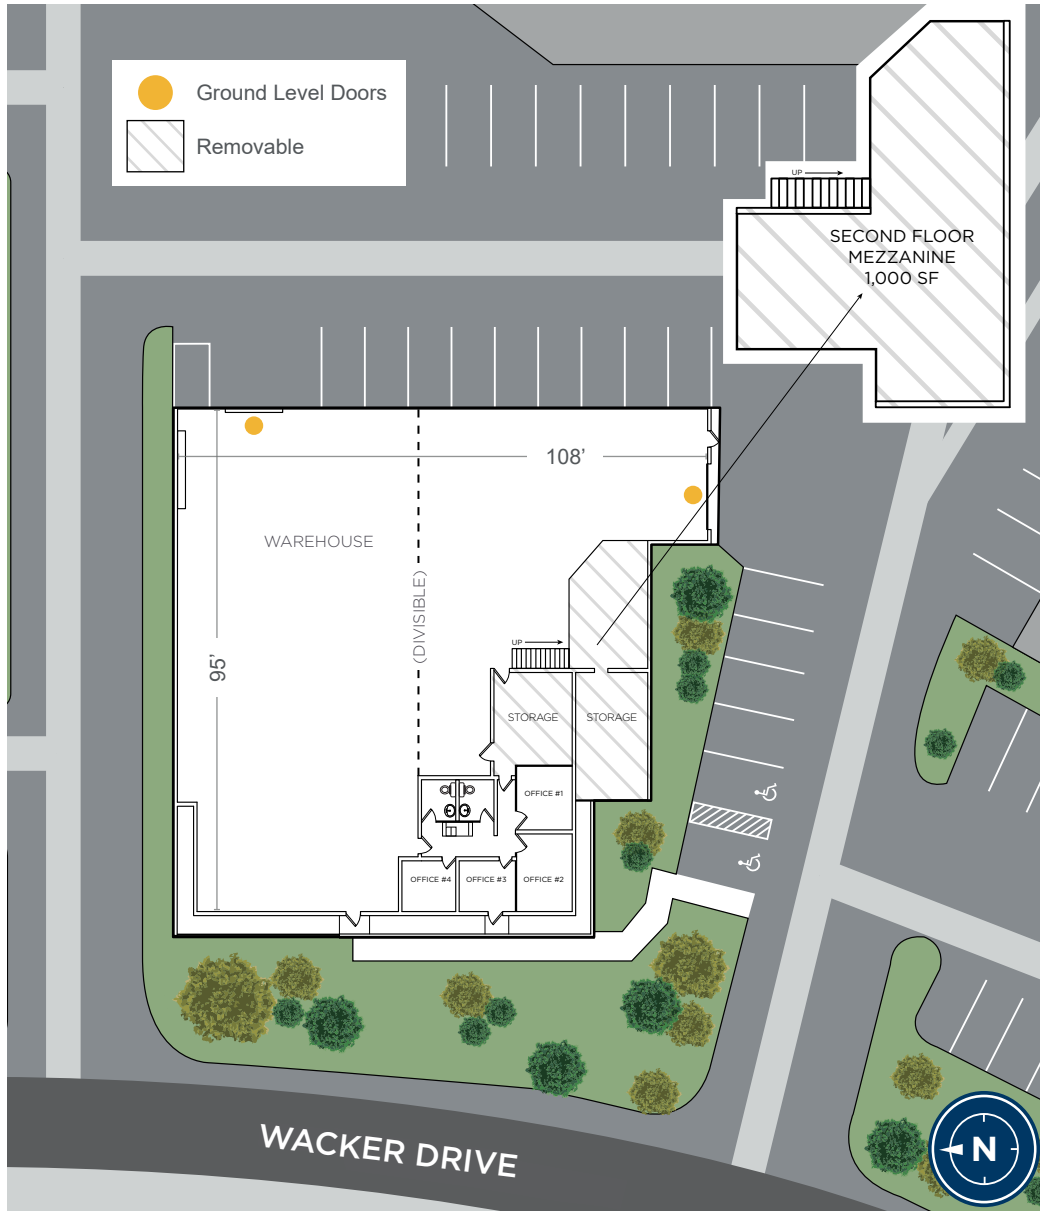 Ground Level Doors
Removable
UP
SECOND FLOOR
MEZZANINE
1,000 SF
108'
WAREHOUSE
(DIVISIBLE)
95'
UP
STORAGE
STORAGE
OFFICE #1
OFFICE #4
OFFICE #3
OFFICE #2
WACKER DRIVE
N